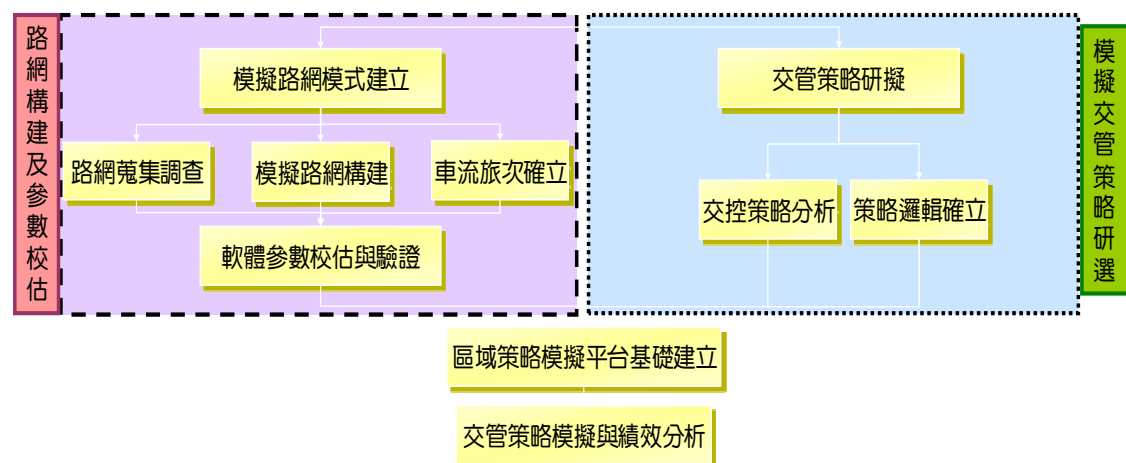 路網構建及參數校估
模擬路網模式建立
路網蒐集調查
模擬路網構建
車流旅次確立
軟體參數校估與驗證
交管策略研擬
交控策略分析
策略邏輯確立
模擬交管策略研選
區域策略模擬平台基礎建立
交管策略模擬與績效分析